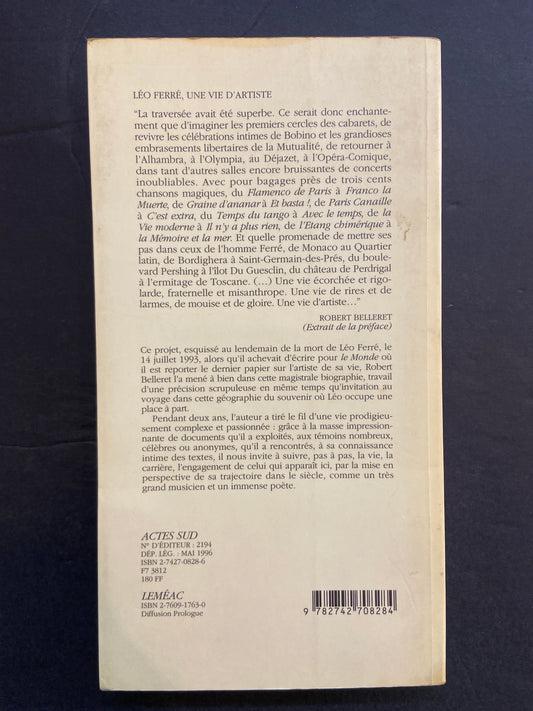 LÉO FERRÉ, UNE VIE D'ARTISTE
"La traversée avait été superbe. Ce serait donc enchante-
ment que d'imaginer les premiers cercles des cabarets, de
revivre les célébrations intimes de Bobino et les grandioses
embrasements libertaires de la Mutualité, de retourner à
l'Alhambra, à l'Olympia, au Déjazet, à l'Opéra-Comique,
dans tant d'autres salles encore bruissantes de concerts
inoubliables. Avec pour bagages près de trois cents
chansons magiques, du Flamenco de Paris à Franco la
Muerte, de Graine d'ananar à Et basta !, de Paris Canaille
à C'est extra, du Temps du tango à Avec le temps, de la
Vie moderne à Il n'y a plus rien, de l'Etang chimérique à
la Mémoire et la mer. Et quelle promenade de mettre ses
pas dans ceux de l'homme Ferré, de Monaco au Quartier
latin, de Bordighera à Saint-Germain-des-Prés, du boule-
vard Pershing à l'îlot Du Guesclin, du château de Perdrigal
à l'ermitage de Toscane. (...) Une vie écorchée et rigo-
larde, fraternelle et misanthrope. Une vie de rires et de
larmes, de mouise et de gloire. Une vie d'artiste..."
ROBERT BELLERET
(Extrait de la préface)
Ce projet, esquissé au lendemain de la mort de Léo Ferré, le
14 juillet 1993, alors qu'il achevait d'écrire pour le Monde où
il est reporter le dernier papier sur l'artiste de sa vie, Robert
Belleret l'a mené à bien dans cette magistrale biographie, travail
d'une précision scrupuleuse en même temps qu'invitation au
voyage dans cette géographie du souvenir où Léo occupe une
place à part.
Pendant deux ans, l'auteur a tiré le fil d'une vie prodigieu-
sement complexe et passionnée : grâce à la masse impression-
nante de documents qu'il a exploités, aux témoins nombreux,
célèbres ou anonymes, qu'il a rencontrés, à sa connaissance
intime des textes, il nous invite à suivre, pas à pas, la vie, la
carrière, l'engagement de celui qui apparaît ici, par la mise en
perspective de sa trajectoire dans le siècle, comme un très
grand musicien et un immense poète.
ACTES SUD
N° D'ÉDITEUR : 2194
DÉP. LÉG. : MAI 1996
ISBN 2-7427-0828-6
F7 3812
180 FF
LEMÉAC
ISBN 2-7609-1763-0
Diffusion Prologue
9 782742 708284